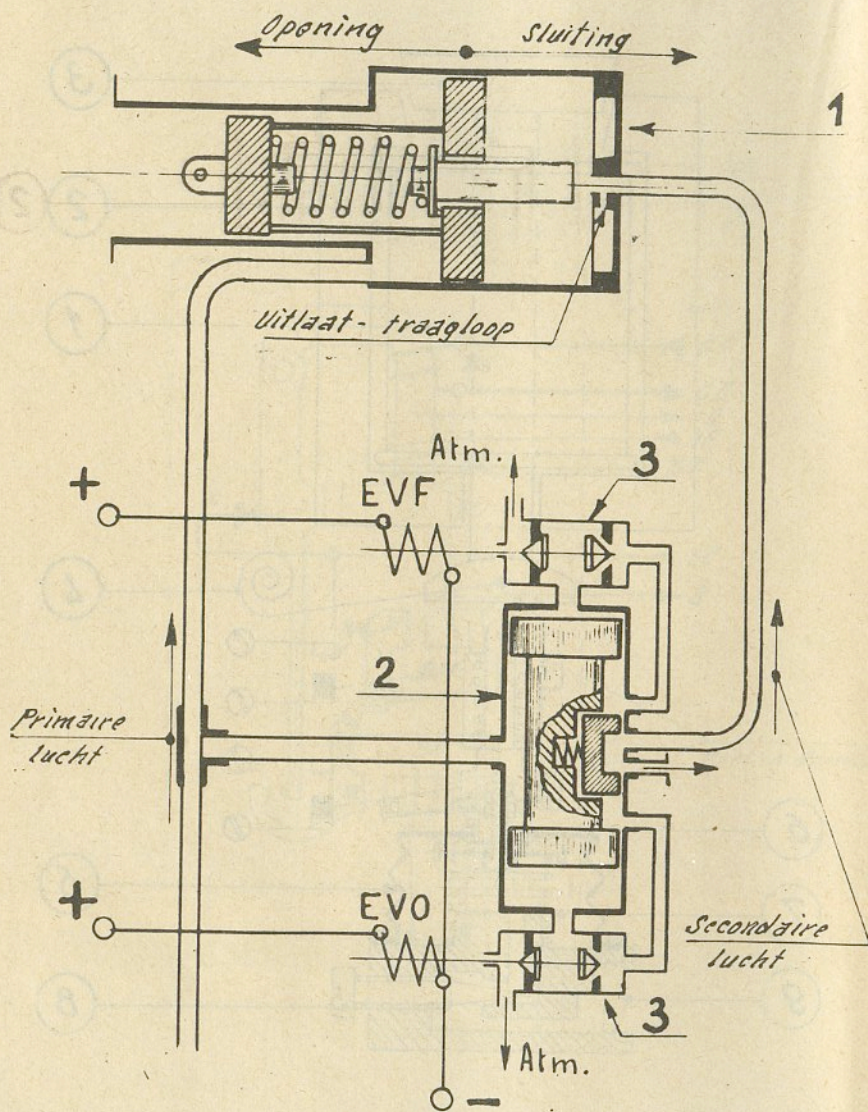 Opening
Sluiting
1
Uitlaat - traagloop
Atm.
3
+
EVF
2
Primaire
lucht
+
EVO
Secondaire
lucht
3
Atm.
-